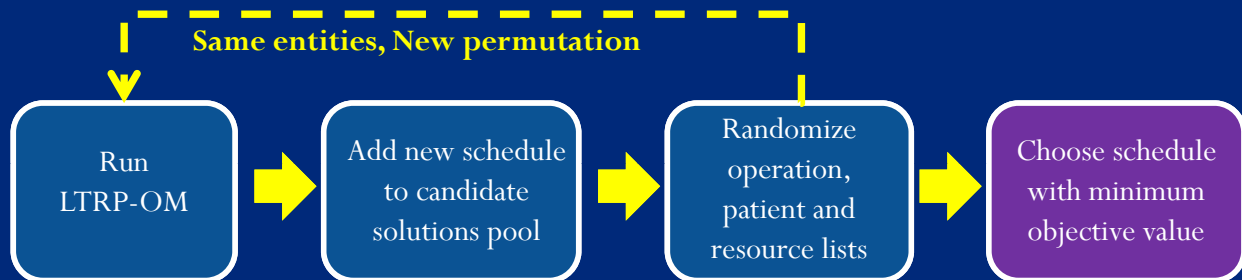 Same entities, New permutation
Run
LTRP-OM
Add new schedule
to candidate
solutions pool
Randomize
operation,
patient and
resource lists
Choose schedule
with minimum
objective value